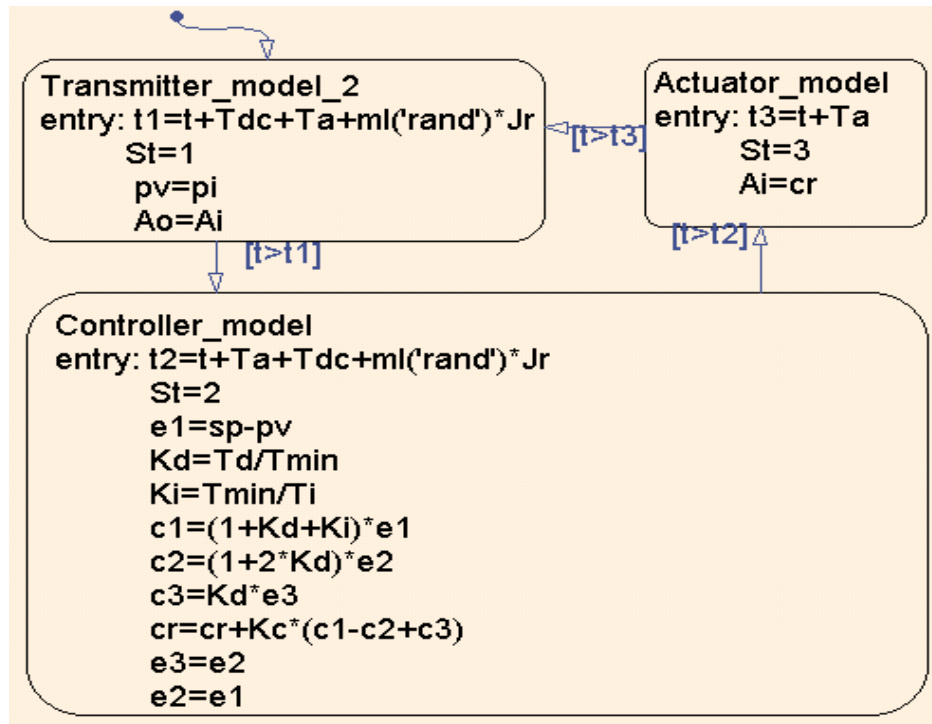 Transmitter_model_2
entry: t1=t+Tdc+Ta+ml('rand')*Jr
St=1
pv=pi
Ao=Ai
[t>t3]
Actuator_model
entry: t3=t+Ta
St=3
Ai=cr
[t>t1]
[t>t2]
Controller_model
entry: t2=t+Ta+Tdc+ml('rand')*Jr
St=2
e1=sp-pv
Kd=Td/Tmin
Ki=Tmin/Ti
c1=(1+Kd+Ki)*e1
c2=(1+2*Kd)*e2
c3=Kd*e3
cr=cr+Kc*(c1-c2+c3)
e3=e2
e2=e1